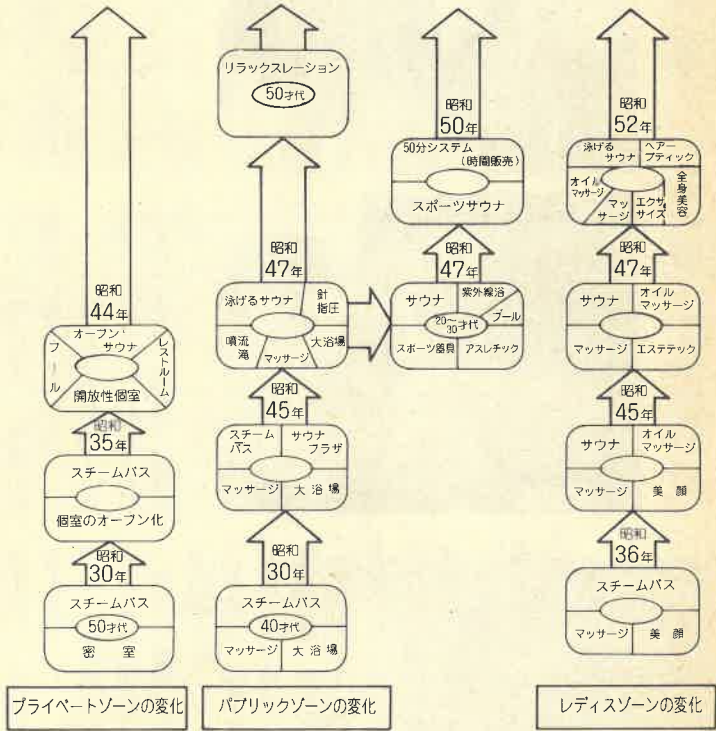 昭和
44年
オープン
サウナ
プール
レストルーム
開放性個室
昭和
35年
スチームバス
個室のオープン化
昭和
30年
スチームバス
50才代
密室
プライベートゾーンの変化
リラックスレーション
50才代
昭和
47年
泳げるサウナ
針
指圧
噴流
滝
マッサージ
大浴場
昭和
45年
スチーム
バス
サウナ
プラザ
マッサージ
大浴場
昭和
30年
スチームバス
40才代
マッサージ
大浴場
パブリックゾーンの変化
昭和
50年
50分システム
(時間販売)
スポーツサウナ
昭和
47年
サウナ
紫外線浴
プール
20~
30才代
スポーツ器具
アスレチック
昭和
52年
泳げる
サウナ
ヘアー
ブティック
オイル
マッサージ
マッ
サージ
エクサ
サイズ
全身美容
昭和
47年
サウナ
オイル
マッサージ
マッサージ
エステテック
昭和
45年
サウナ
オイル
マッサージ
マッサージ
美顔
昭和
36年
スチームバス
マッサージ
美顔
レディスゾーンの変化